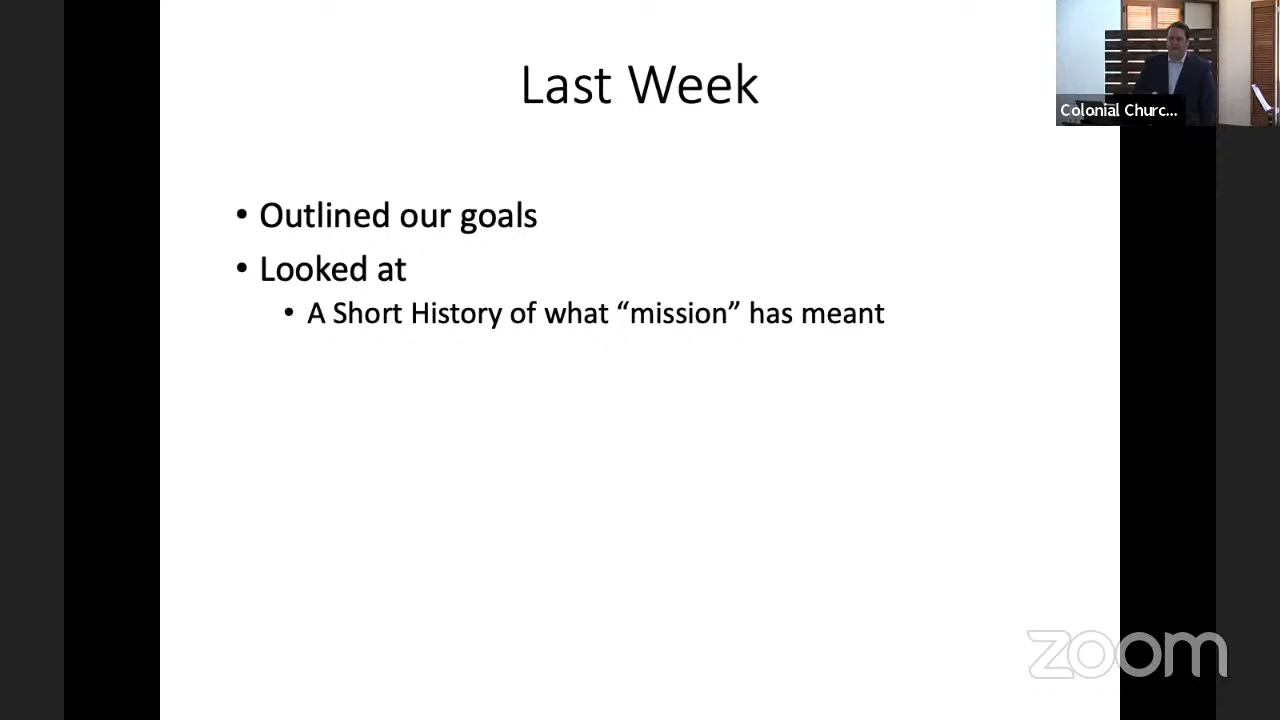 Last Week
Colonial Churc...
• Outlined our goals
• Looked at
• A Short History of what “mission” has meant
zoom